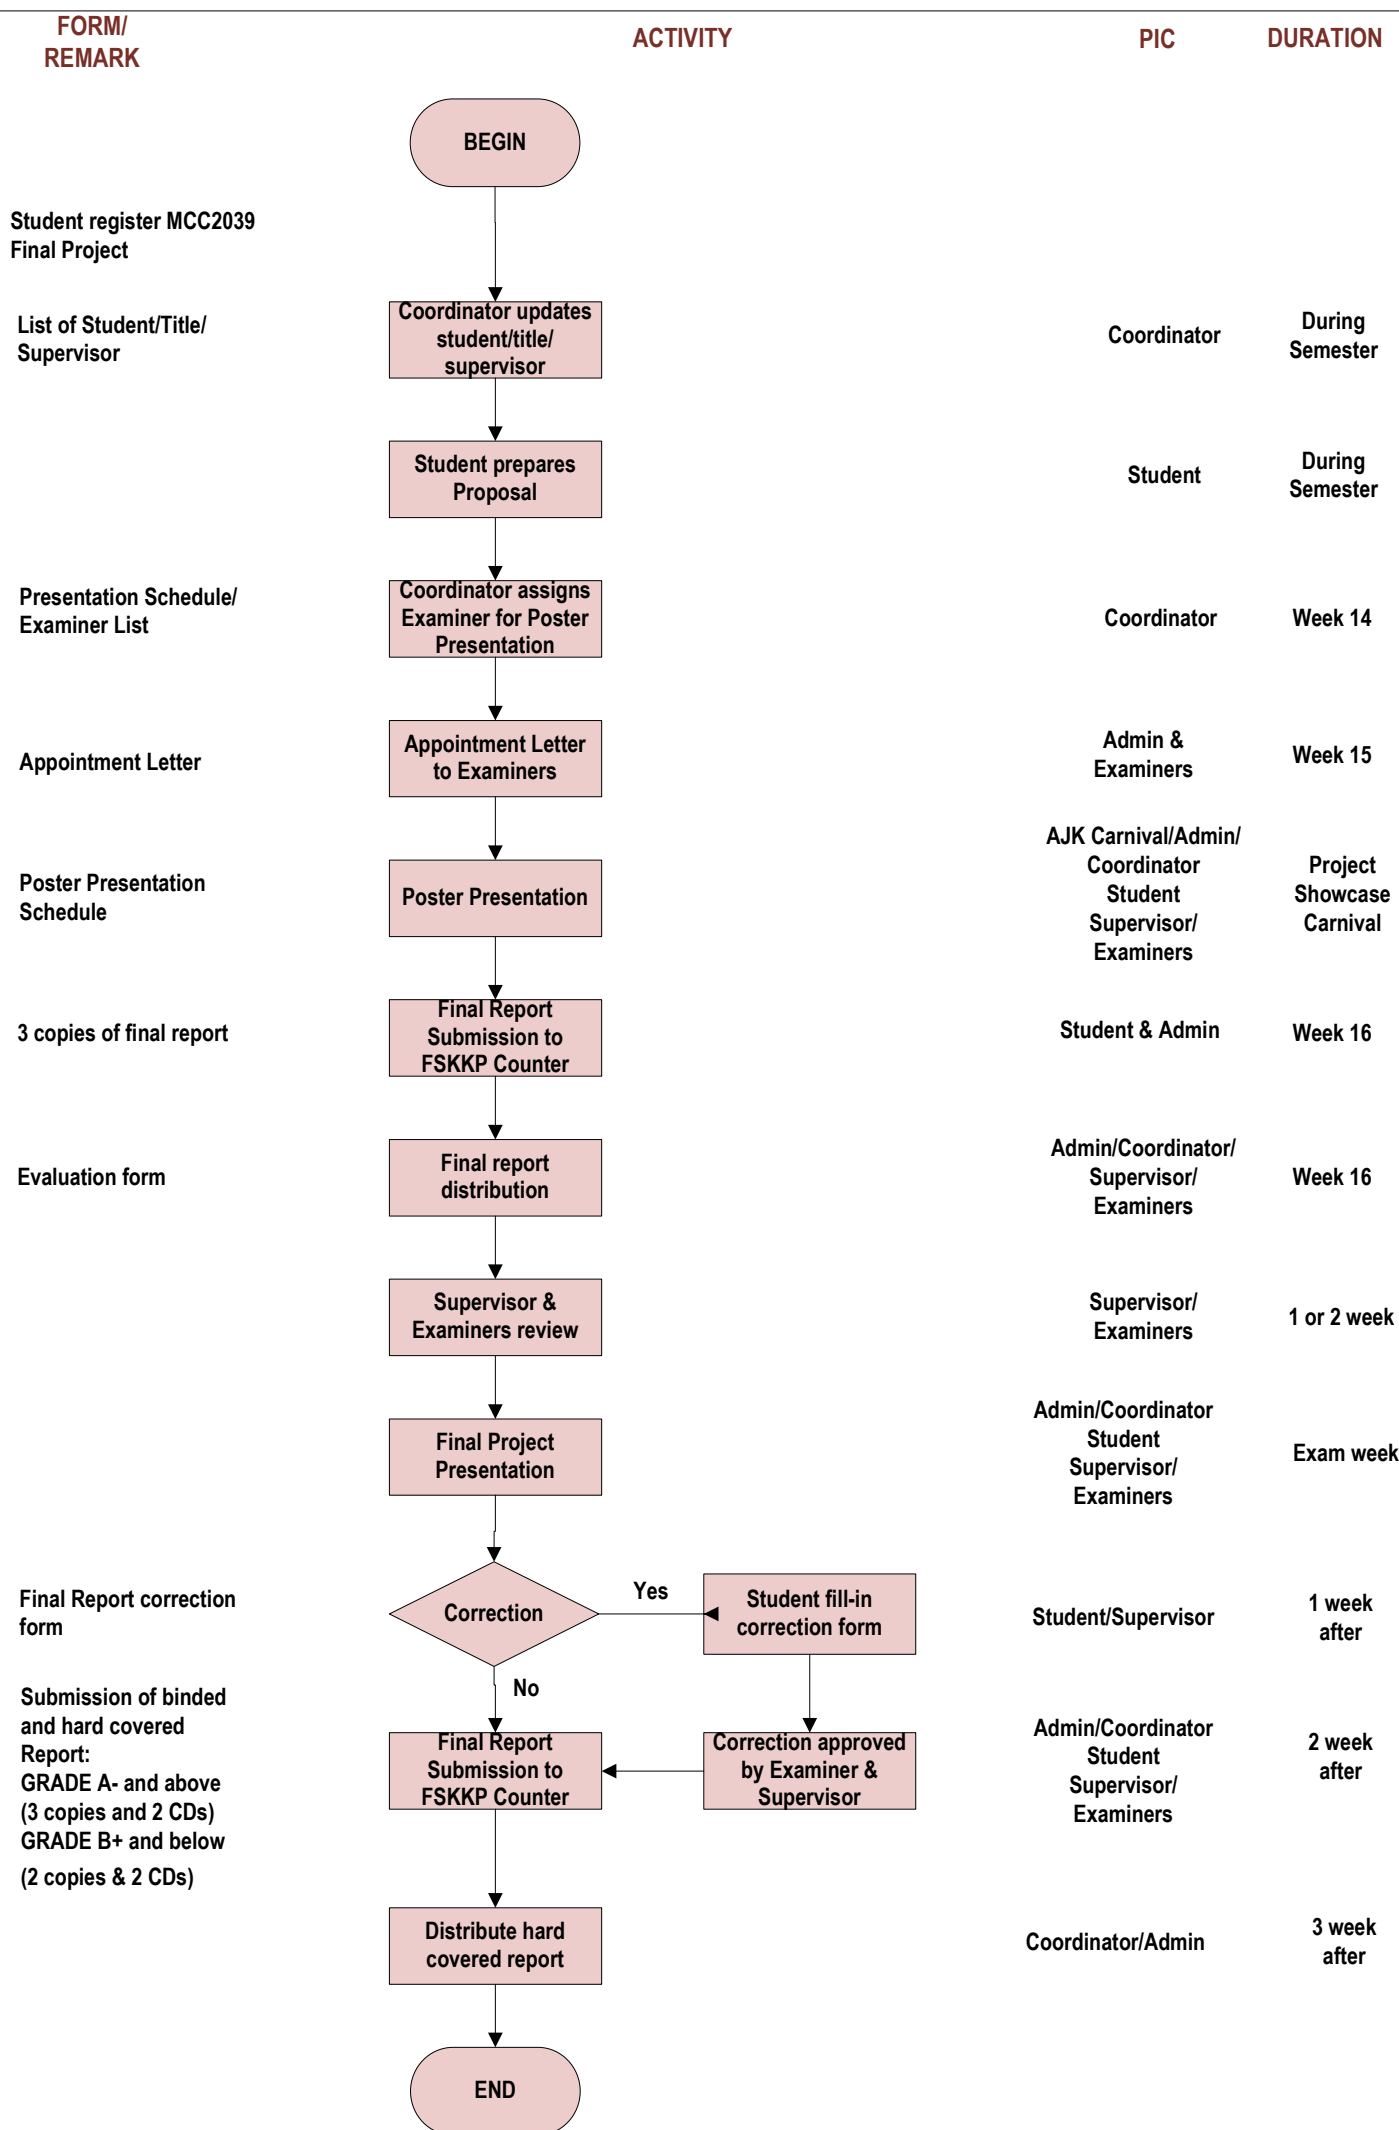 FORM/
REMARK
ACTIVITY
PIC
DURATION
BEGIN
Student register MCC2039
Final Project
List of Student/Title/
Supervisor
Coordinator updates
student/title/
supervisor
Coordinator
During
Semester
Student prepares
Proposal
Student
During
Semester
Presentation Schedule/
Examiner List
Coordinator assigns
Examiner for Poster
Presentation
Coordinator
Week 14
Appointment Letter
Appointment Letter
to Examiners
Admin &
Examiners
Week 15
Poster Presentation
Schedule
Poster Presentation
AJK Carnival/Admin/
Coordinator
Student
Supervisor/
Examiners
Project
Showcase
Carnival
3 copies of final report
Final Report
Submission to
FSKKP Counter
Student & Admin
Week 16
Evaluation form
Final report
distribution
Admin/Coordinator/
Supervisor/
Examiners
Week 16
Supervisor &
Examiners review
Supervisor/
Examiners
1 or 2 week
Final Project
Presentation
Admin/Coordinator
Student
Supervisor/
Examiners
Exam week
Final Report correction
form
Correction
Yes
Student fill-in
correction form
Student/Supervisor
1 week
after
No
Submission of binded
and hard covered
Report:
GRADE A- and above
(3 copies and 2 CDs)
GRADE B+ and below
(2 copies & 2 CDs)
Final Report
Submission to
FSKKP Counter
Correction approved
by Examiner &
Supervisor
Admin/Coordinator
Student
Supervisor/
Examiners
2 week
after
Distribute hard
covered report
Coordinator/Admin
3 week
after
END